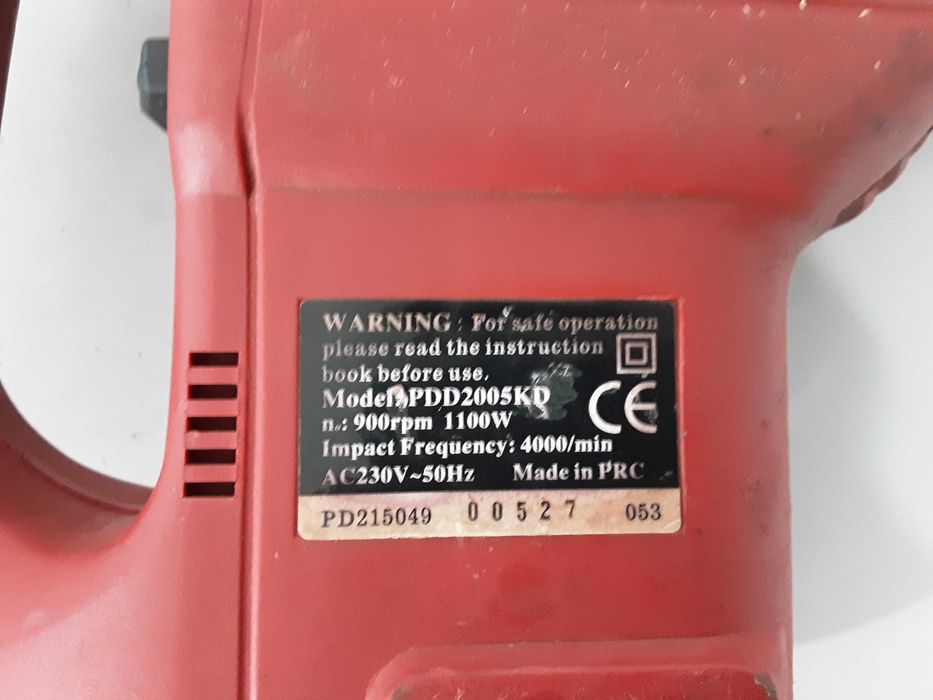 WARNING : For safe operation
please read the instruction
book before use.
Model:PDD2005KD
n₀: 900rpm 1100W
Impact Frequency: 4000/min
AC230V~50Hz Made in PRC
CE
PD215049 00527 053